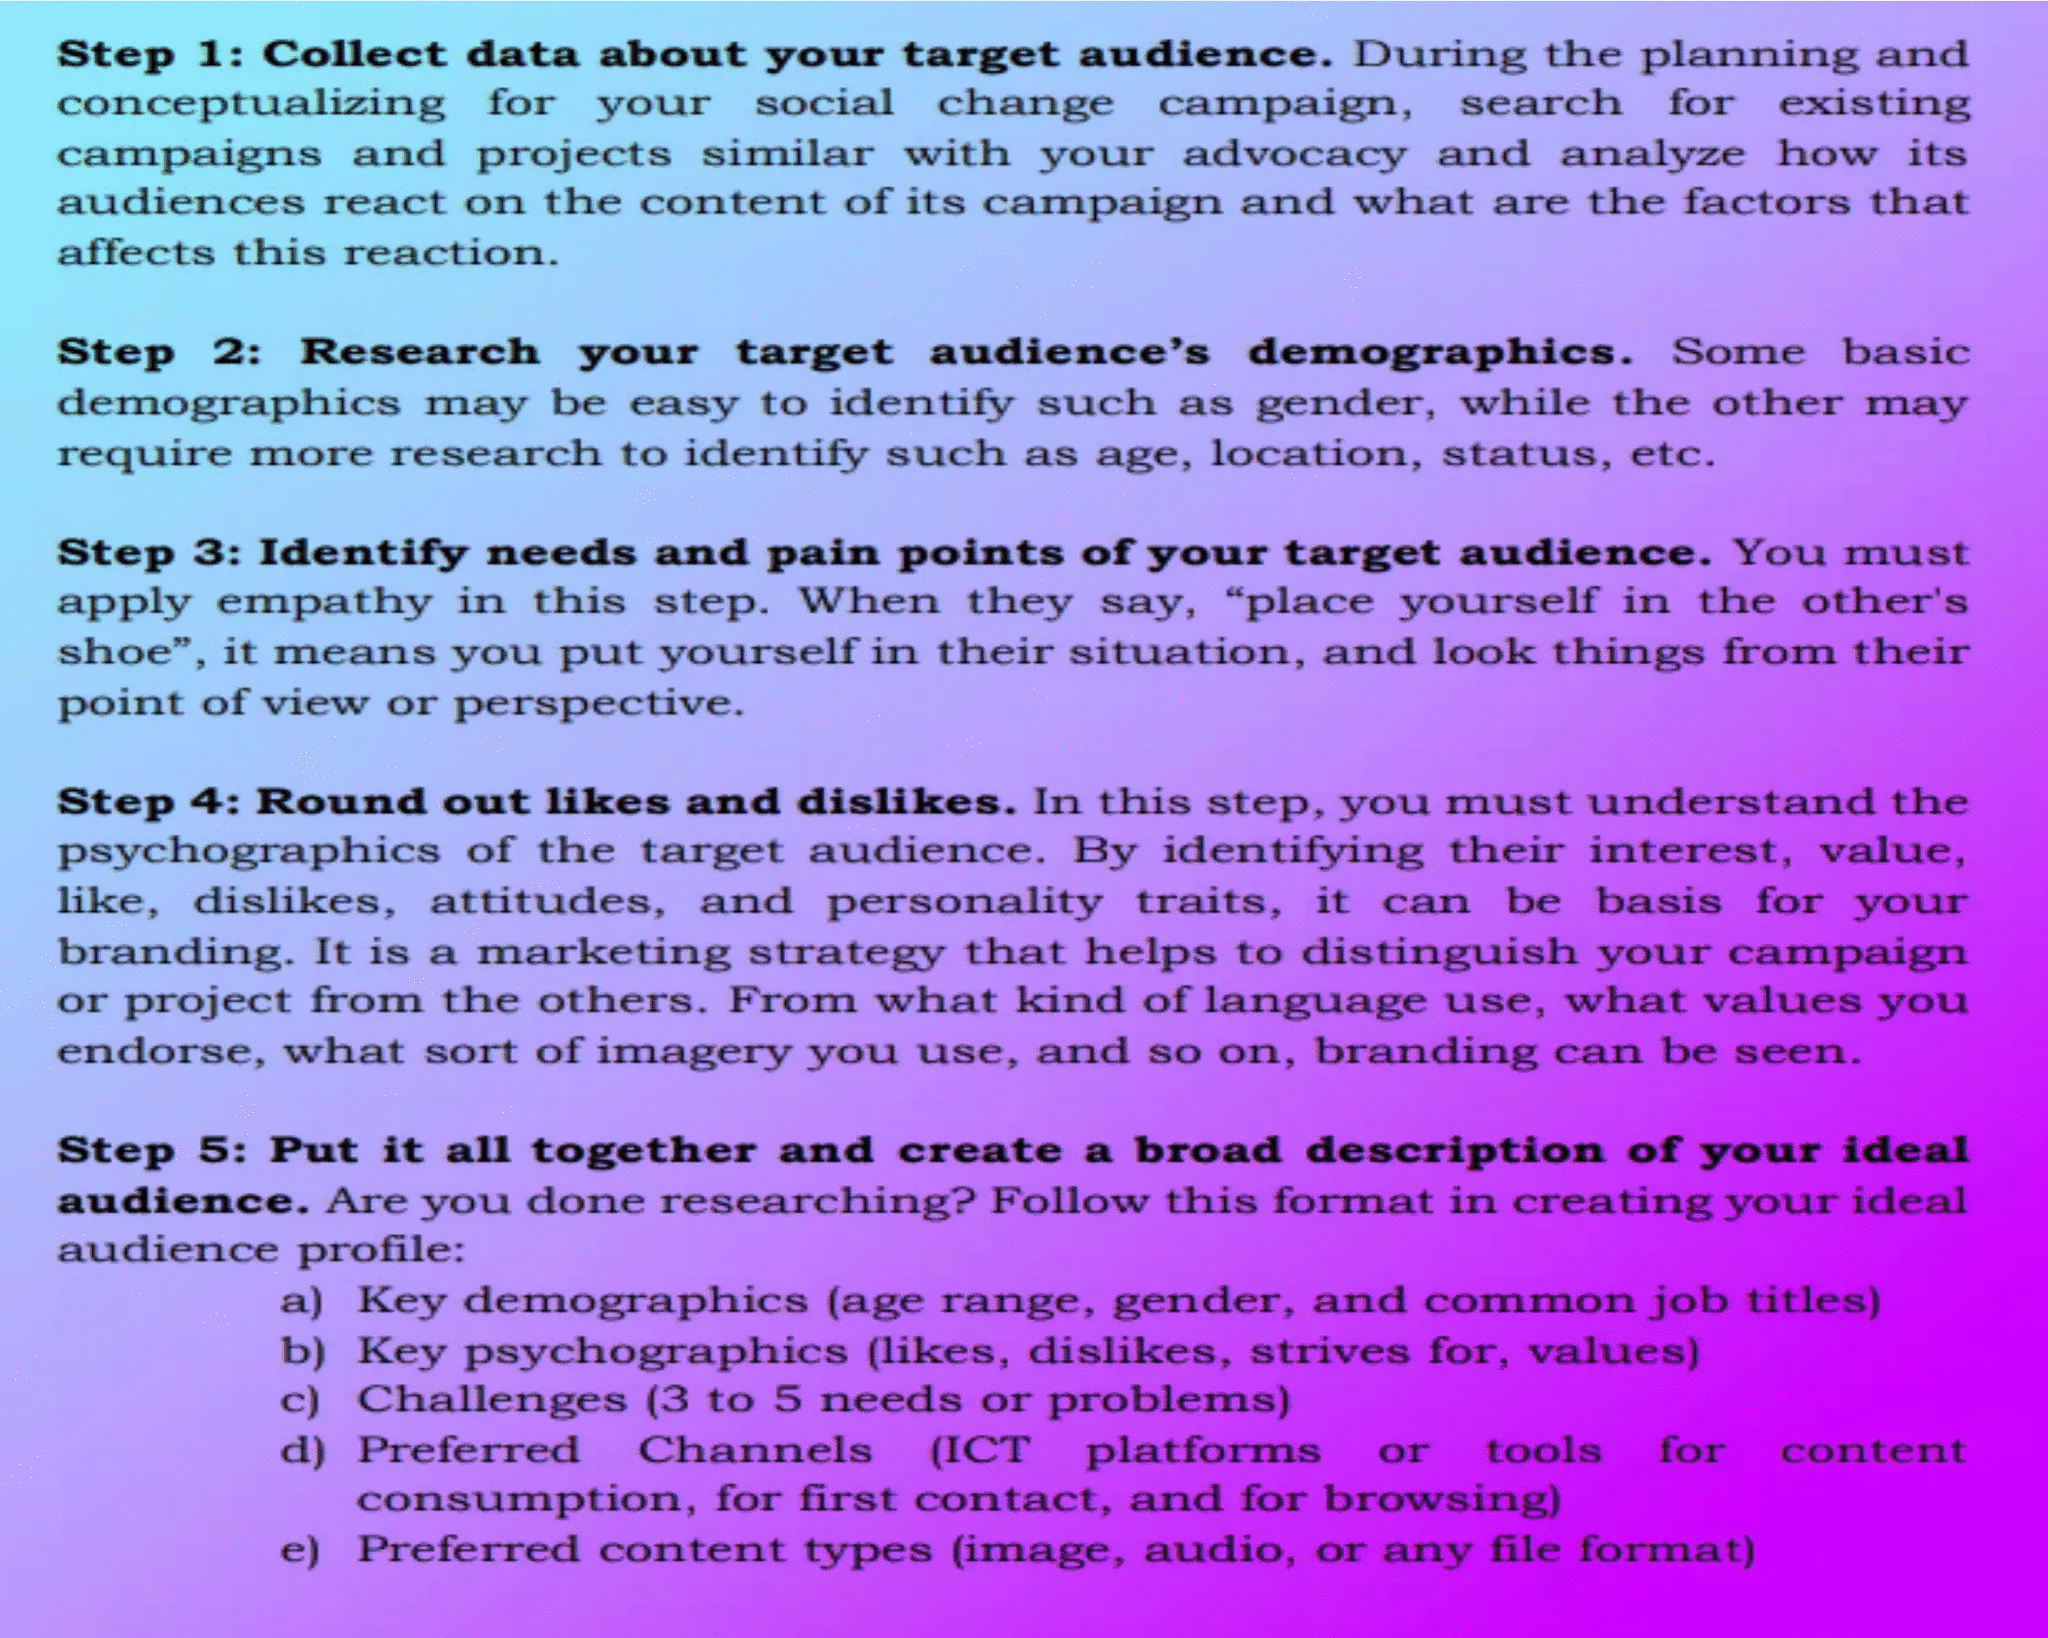 Step 1: Collect data about your target audience. During the planning and
conceptualizing for your social change campaign, search for existing
campaigns and projects similar with your advocacy and analyze how its
audiences react on the content of its campaign and what are the factors that
affects this reaction.
Step 2: Research your target audience’s demographics. Some basic
demographics may be easy to identify such as gender, while the other may
require more research to identify such as age, location, status, etc.
Step 3: Identify needs and pain points of your target audience. You must
apply empathy in this step. When they say, “place yourself in the other's
shoe”, it means you put yourself in their situation, and look things from their
point of view or perspective.
Step 4: Round out likes and dislikes. In this step, you must understand the
psychographics of the target audience. By identifying their interest, value,
like, dislikes, attitudes, and personality traits, it can be basis for your
branding. It is a marketing strategy that helps to distinguish your campaign
or project from the others. From what kind of language use, what values you
endorse, what sort of imagery you use, and so on, branding can be seen.
Step 5: Put it all together and create a broad description of your ideal
audience. Are you done researching? Follow this format in creating your ideal
audience profile:
a) Key demographics (age range, gender, and common job titles)
b) Key psychographics (likes, dislikes, strives for, values)
c) Challenges (3 to 5 needs or problems)
d) Preferred Channels (ICT platforms or tools for content
consumption, for first contact, and for browsing)
e) Preferred content types (image, audio, or any file format)